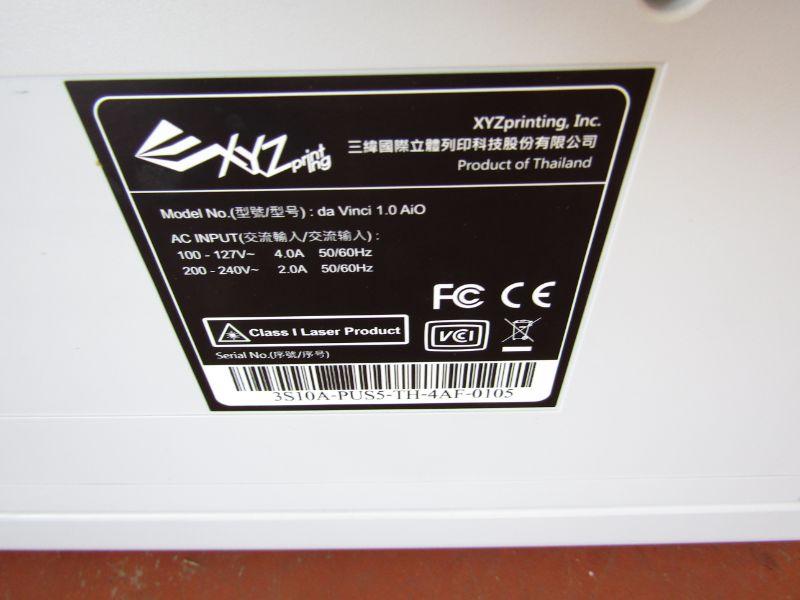 XYZprinting
XYZprinting, Inc.
三緯國際立體列印科技股份有限公司
Product of Thailand
Model No.(型號/型号) : da Vinci 1.0 AiO
AC INPUT(交流輸入/交流输入) :
100 - 127V~ 4.0A 50/60Hz
200 - 240V~ 2.0A 50/60Hz
FC CE
Class I Laser Product
VCCI
Serial No.(序號/序号)
3S10A-PUS5-TH-4AF-0105